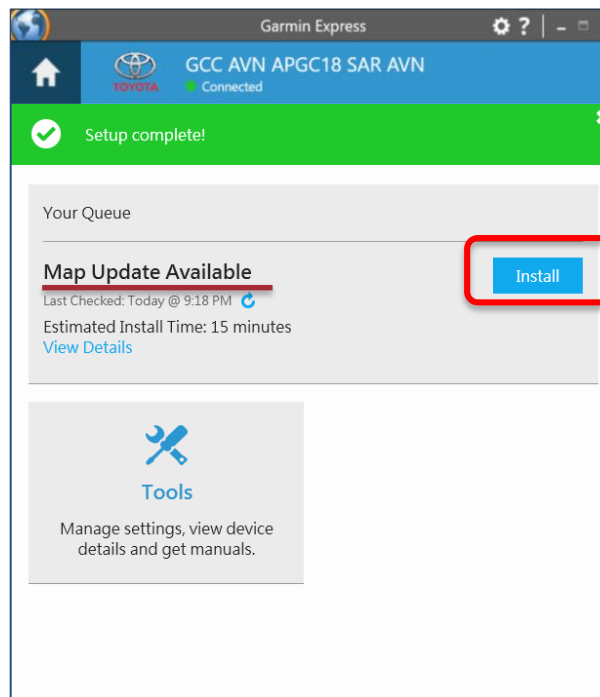 Garmin Express
?
GCC AVN APGC18 SAR AVN
TOYOTA
Connected
Setup complete!
Your Queue
Map Update Available
Install
Last Checked: Today @ 9:18 PM
Estimated Install Time: 15 minutes
View Details
Tools
Manage settings, view device
details and get manuals.